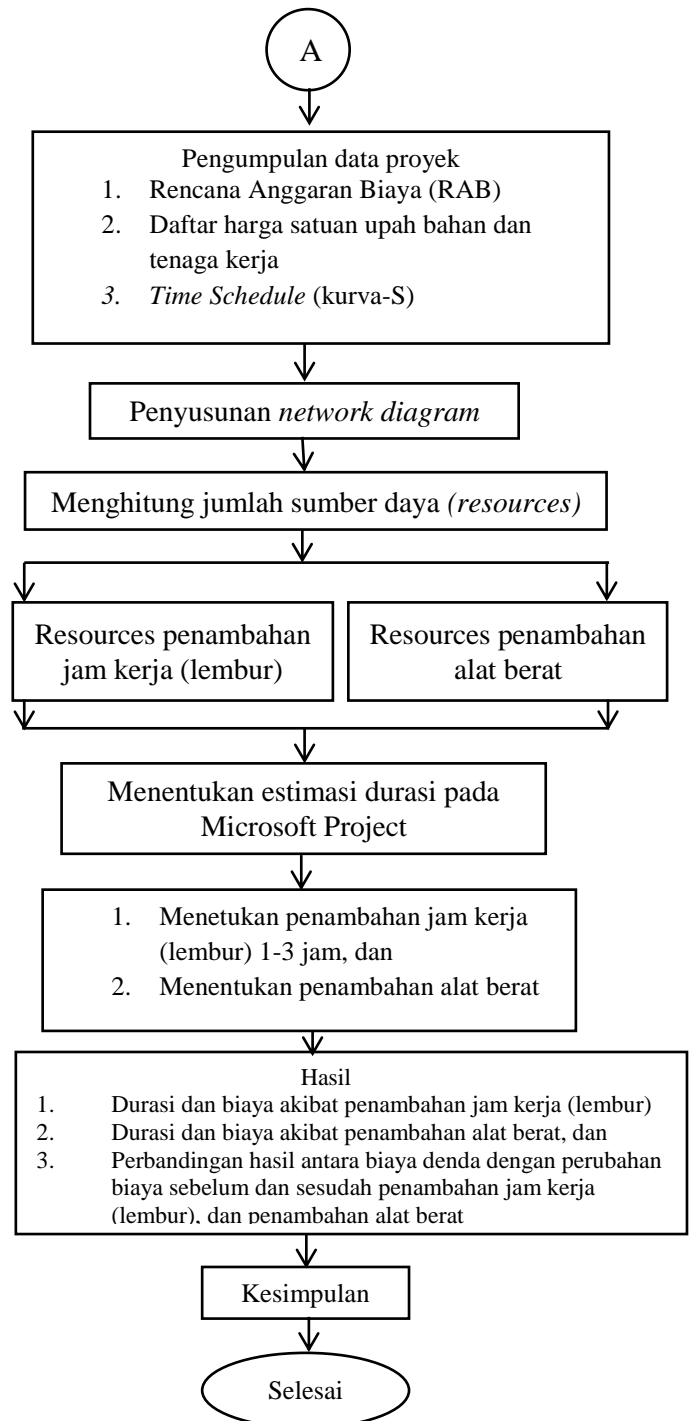 A
Pengumpulan data proyek
1. Rencana Anggaran Biaya (RAB)
2. Daftar harga satuan upah bahan dan
tenaga kerja
3. Time Schedule (kurva-S)
Penyusunan network diagram
Menghitung jumlah sumber daya (resources)
Resources penambahan
jam kerja (lembur)
Resources penambahan
alat berat
Menentukan estimasi durasi pada
Microsoft Project
1. Menetukan penambahan jam kerja
(lembur) 1-3 jam, dan
2. Menentukan penambahan alat berat
Hasil
1. Durasi dan biaya akibat penambahan jam kerja (lembur)
2. Durasi dan biaya akibat penambahan alat berat, dan
3. Perbandingan hasil antara biaya denda dengan perubahan
biaya sebelum dan sesudah penambahan jam kerja
(lembur), dan penambahan alat berat
Kesimpulan
Selesai